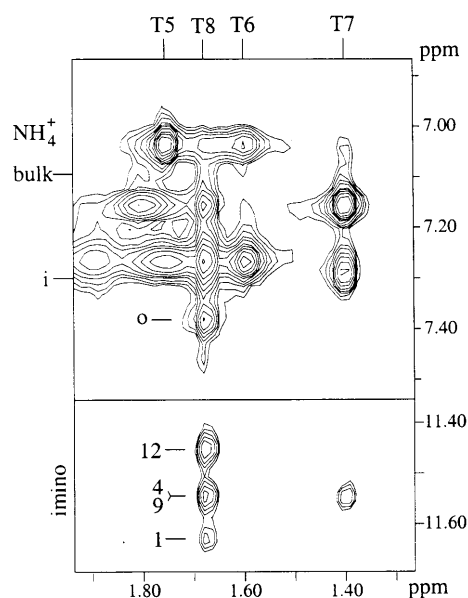 T5 T8 T6 T7
ppm
NH₄⁺
7.00
bulk
7.20
i
o
7.40
11.40
12
imino
4
9
11.60
1
1.80 1.60 1.40 ppm